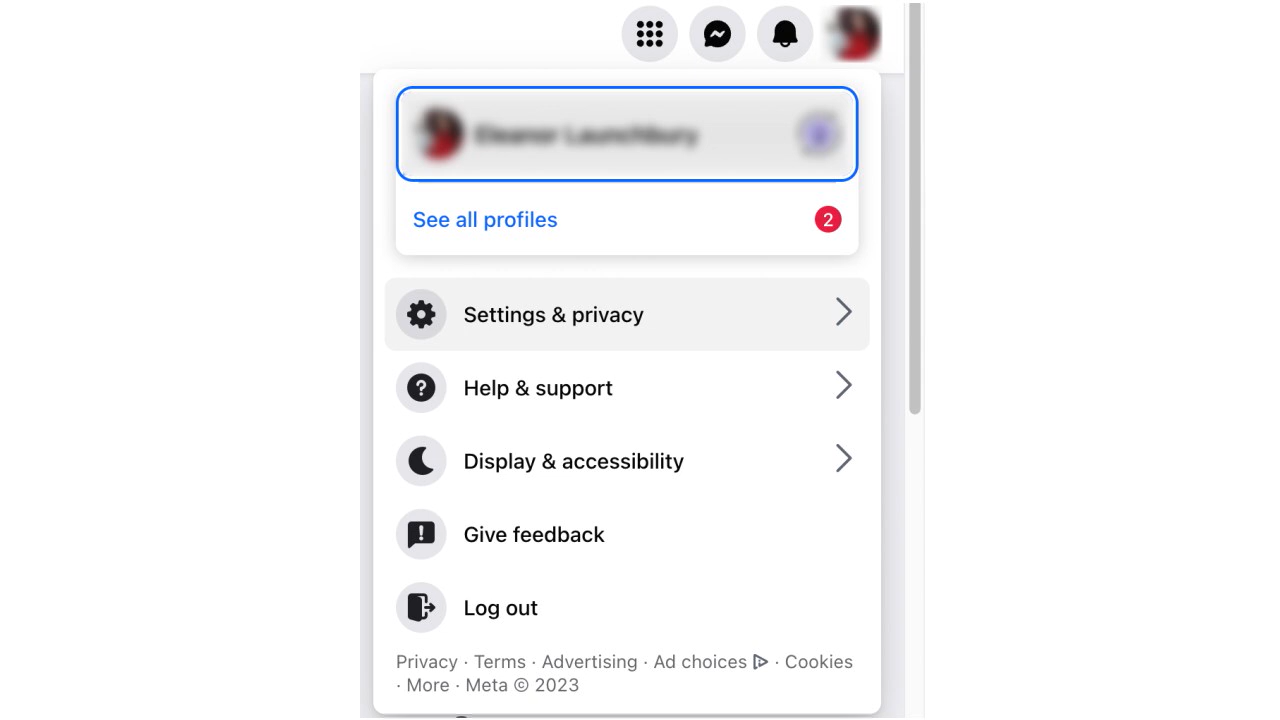 See all profiles
2
Settings & privacy
Help & support
Display & accessibility
Give feedback
Log out
Privacy · Terms · Advertising · Ad choices · Cookies
· More · Meta © 2023